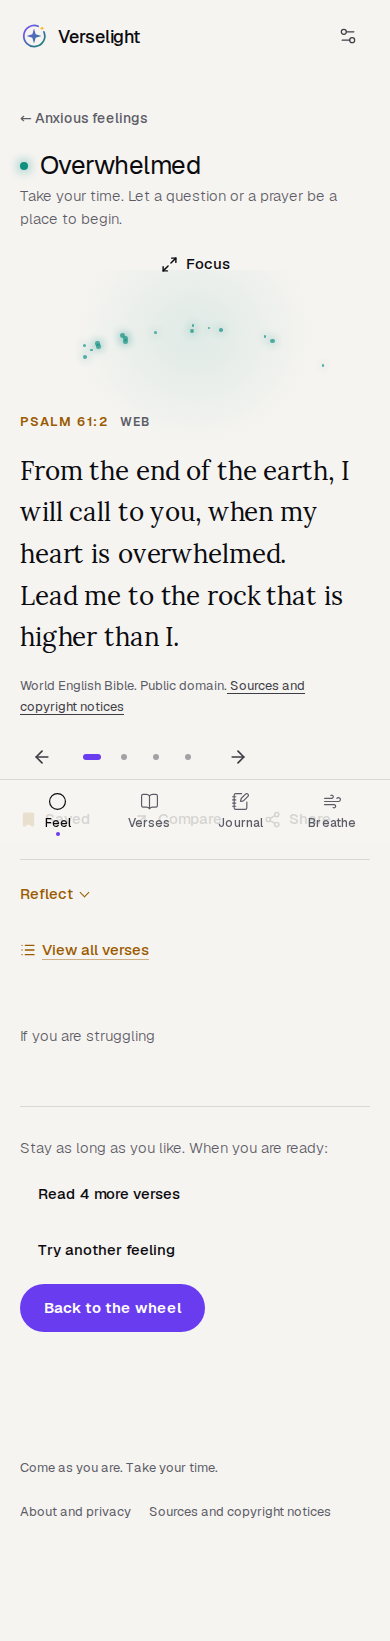 Verselight
← Anxious feelings
Overwhelmed
Take your time. Let a question or a prayer be a
place to begin.
Focus
PSALM 61:2 WEB
From the end of the earth, I
will call to you, when my
heart is overwhelmed.
Lead me to the rock that is
higher than I.
World English Bible. Public domain. Sources and
copyright notices
Saved Compare Share
Feel Verses Journal Breathe
Reflect
View all verses
If you are struggling
Stay as long as you like. When you are ready:
Read 4 more verses
Try another feeling
Back to the wheel
Come as you are. Take your time.
About and privacy Sources and copyright notices